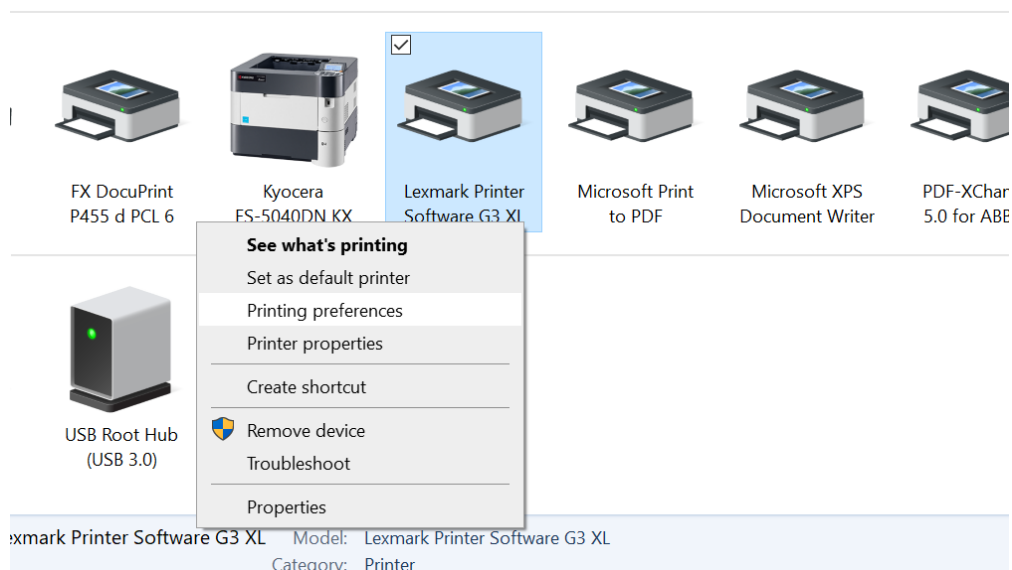 FX DocuPrint
P455 d PCL 6
Kyocera
FS-5040DN KX
Lexmark Printer
Software G3 XL
Microsoft Print
to PDF
Microsoft XPS
Document Writer
PDF-XChan
5.0 for ABB
See what's printing
Set as default printer
Printing preferences
Printer properties
Create shortcut
Remove device
Troubleshoot
Properties
USB Root Hub
(USB 3.0)
exmark Printer Software G3 XL Model: Lexmark Printer Software G3 XL
Category: Printer